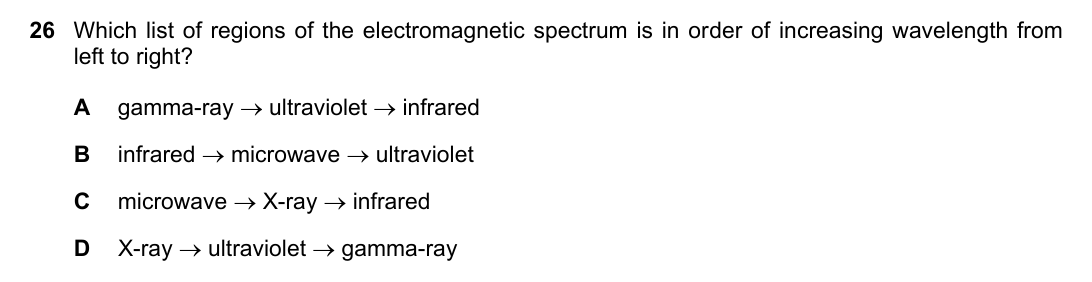 26 Which list of regions of the electromagnetic spectrum is in order of increasing wavelength from
left to right?
A gamma-ray → ultraviolet → infrared
B infrared → microwave → ultraviolet
C microwave → X-ray → infrared
D X-ray → ultraviolet → gamma-ray